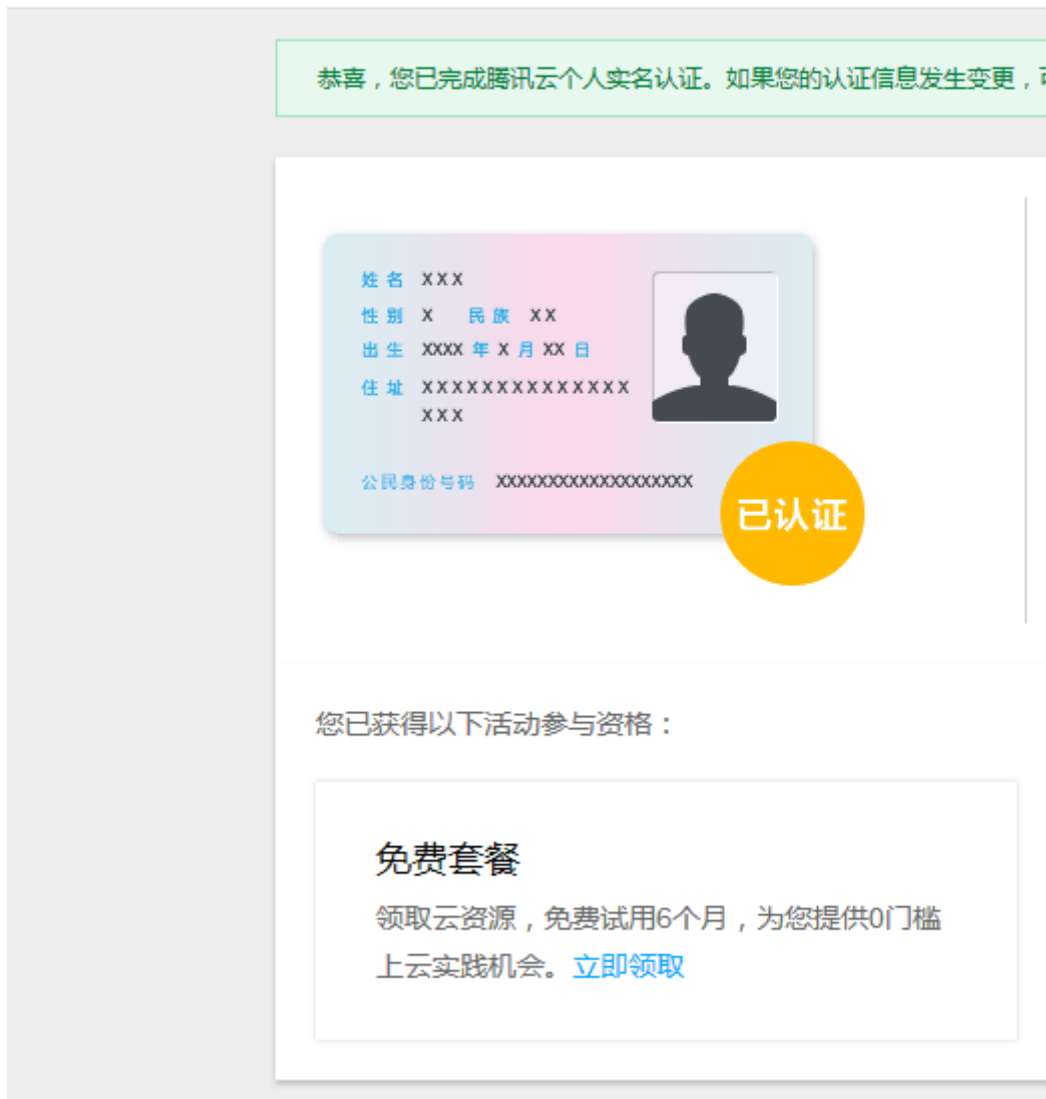 恭喜，您已完成腾讯云个人实名认证。如果您的认证信息发生变更，
姓名 XXX
性别 X 民族 XX
出生 XXXX 年 X 月 XX 日
住址 XXXXXXXXXXXXXX
XXX
公民身份号码 XXXXXXXXXXXXXXXXXXX
已认证
您已获得以下活动参与资格：
免费套餐
领取云资源，免费试用6个月，为您提供0门槛
上云实践机会。立即领取